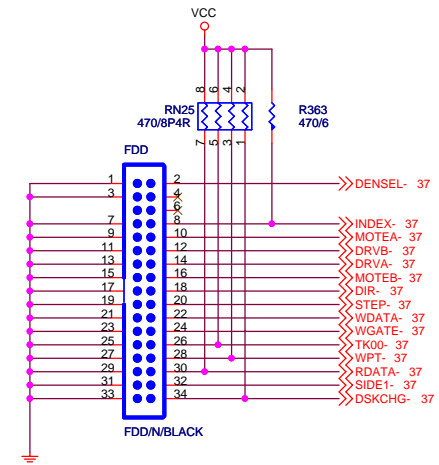 VCC
8 6 4 2
RN25
470/8P4R
R363
470/6
7 5 3 1
FDD
1 2 DENSEL- 37
3 4
6
7 8 INDEX- 37
9 10 MOTEA- 37
11 12 DRVB- 37
13 14 DRVA- 37
15 16 MOTEB- 37
17 18 DIR- 37
19 20 STEP- 37
21 22 WDATA- 37
23 24 WGATE- 37
25 26 TK00- 37
27 28 WPT- 37
29 30 RDATA- 37
31 32 SIDE1- 37
33 34 DSKCHG- 37
FDD/N/BLACK